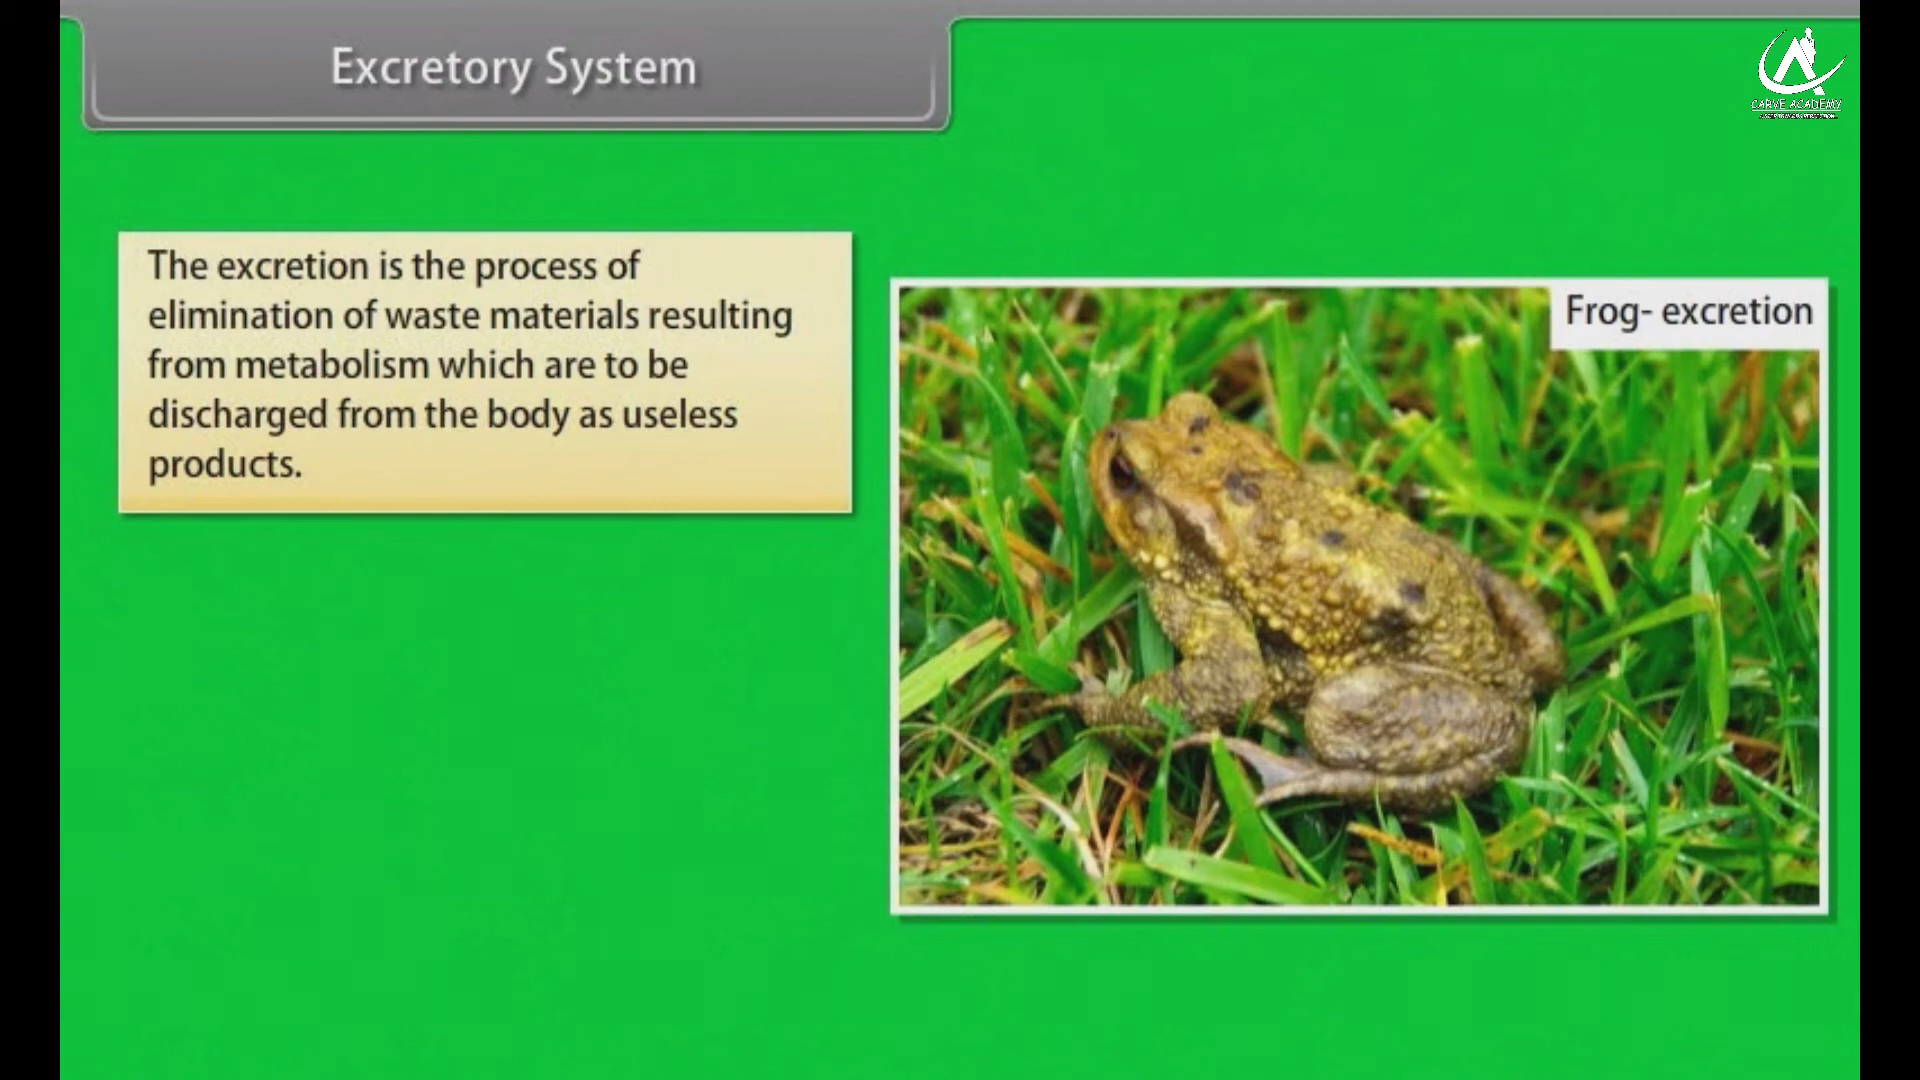 Excretory System
CARVE ACADEMY
The excretion is the process of
elimination of waste materials resulting
from metabolism which are to be
discharged from the body as useless
products.
Frog- excretion